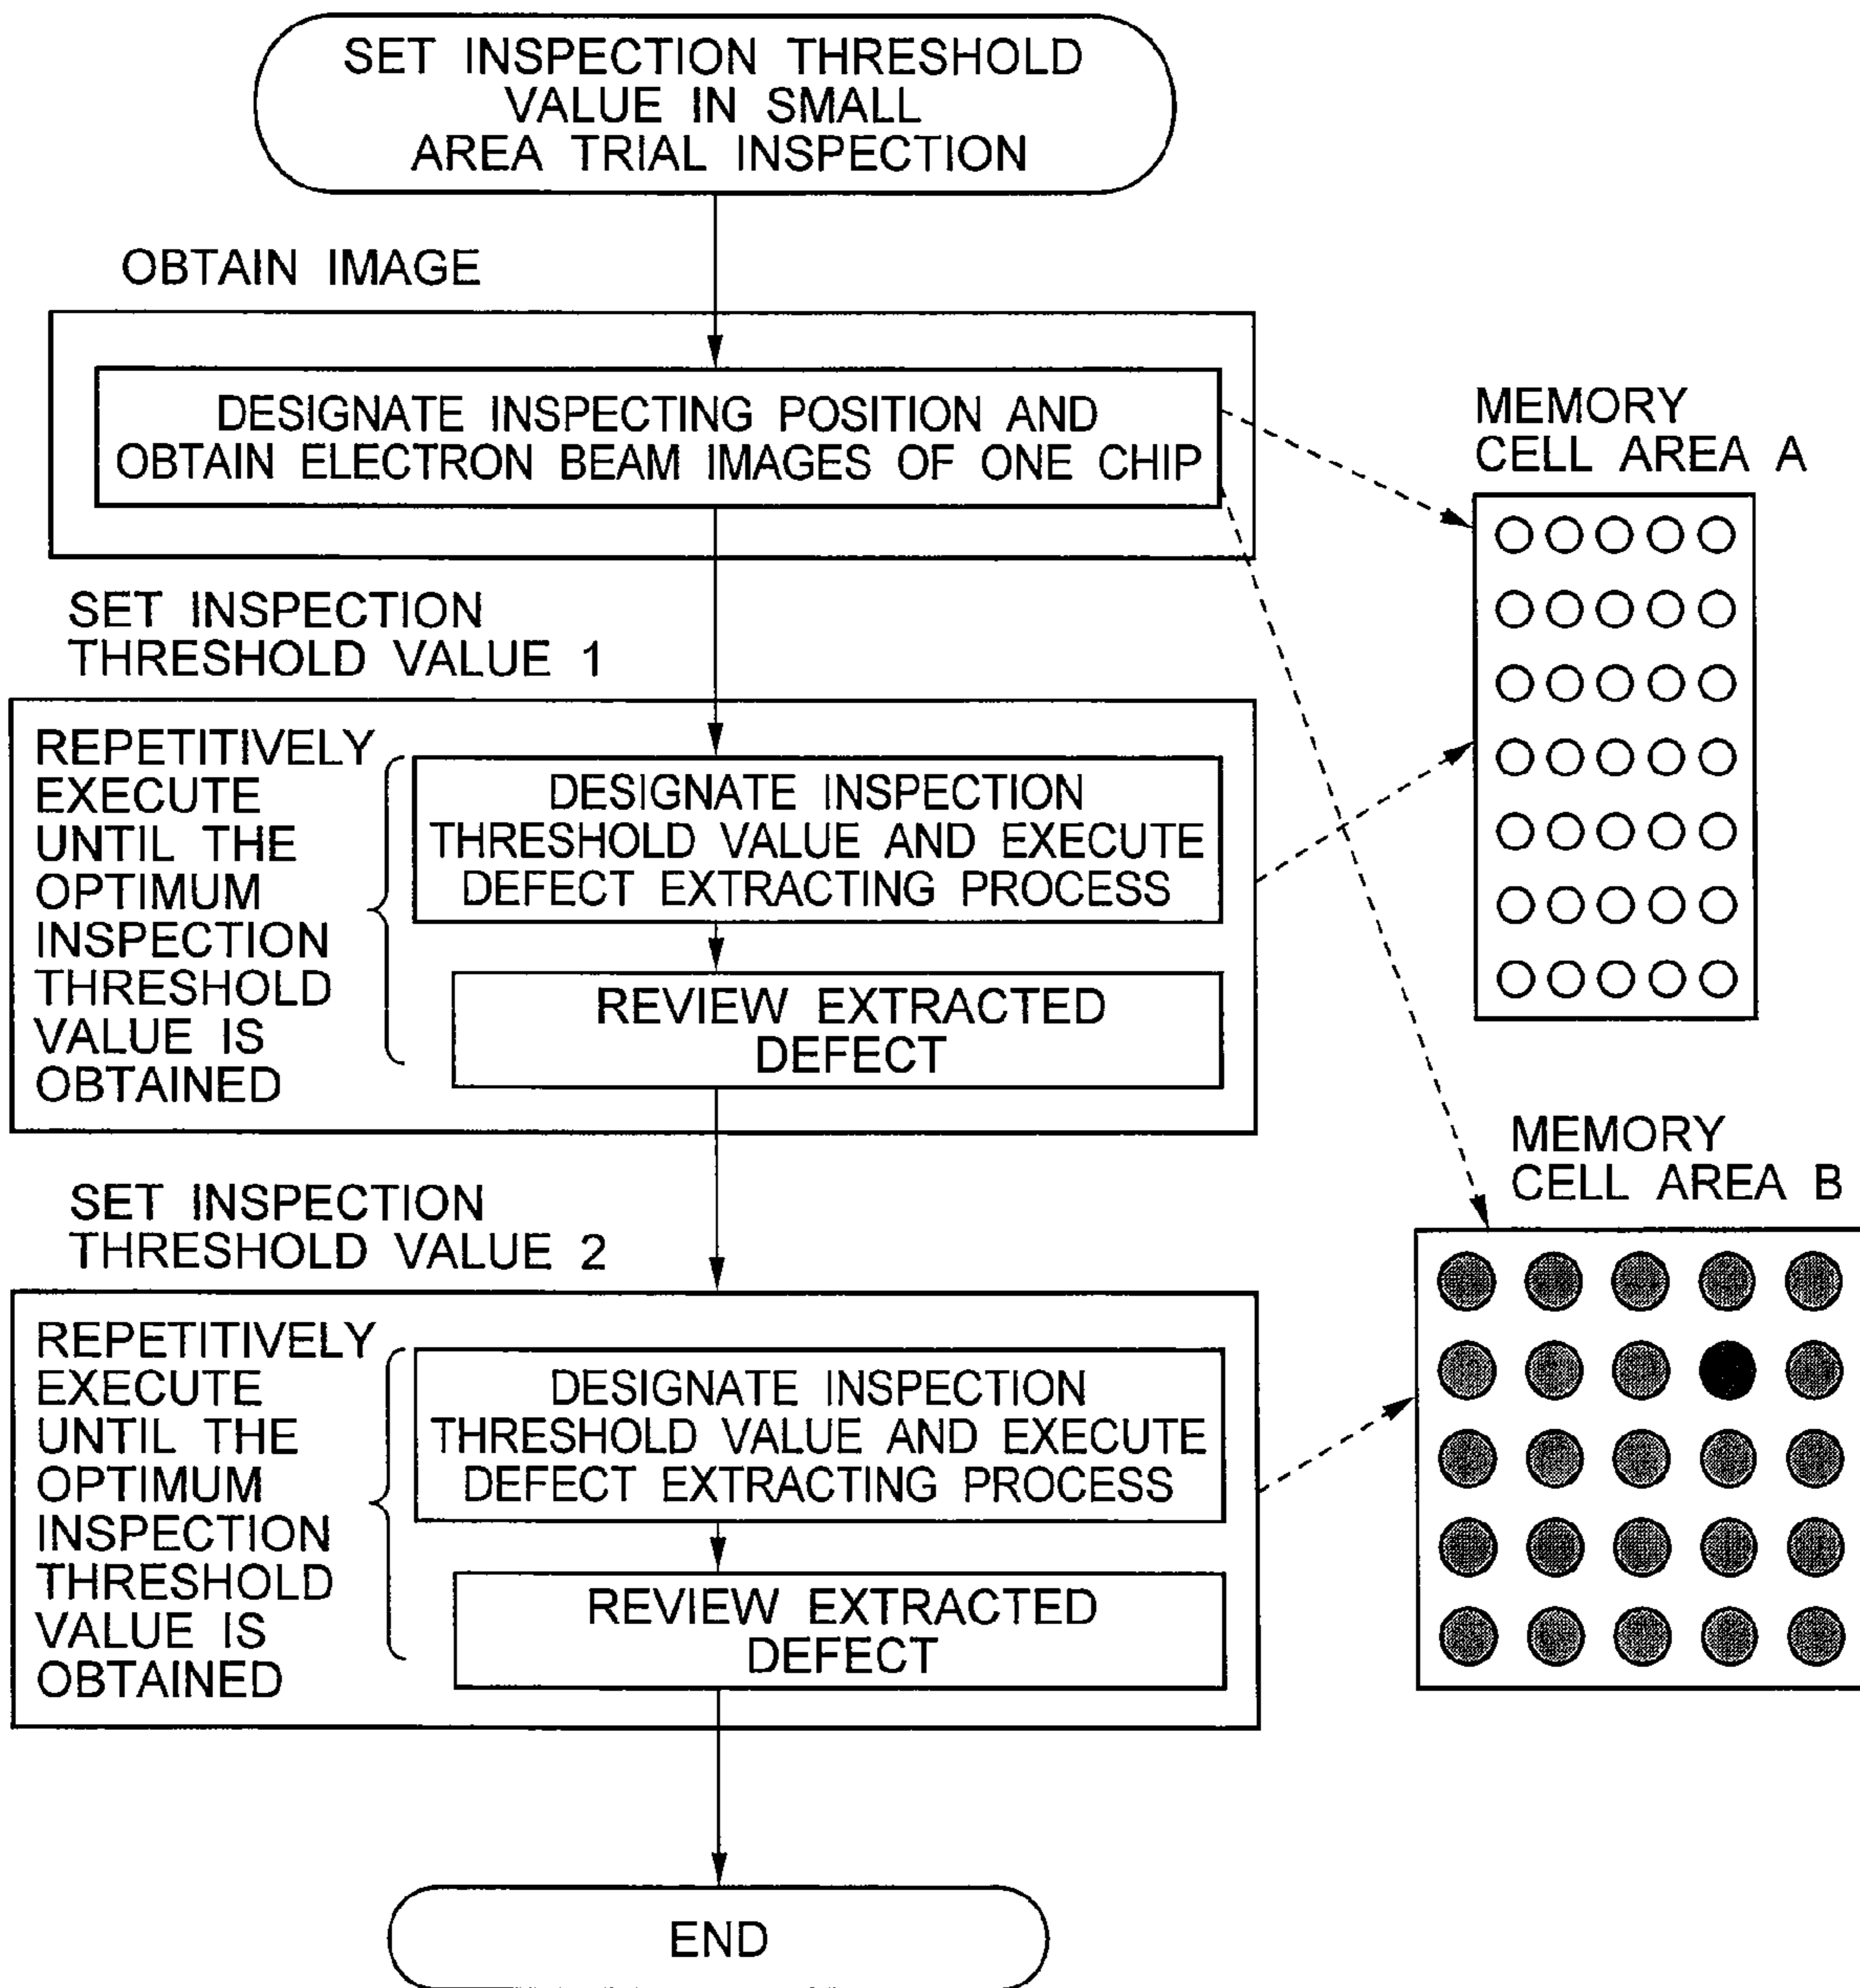 SET INSPECTION THRESHOLD
VALUE IN SMALL
AREA TRIAL INSPECTION
OBTAIN IMAGE
DESIGNATE INSPECTING POSITION AND
OBTAIN ELECTRON BEAM IMAGES OF ONE CHIP
MEMORY
CELL AREA A
SET INSPECTION
THRESHOLD VALUE 1
REPETITIVELY
EXECUTE
UNTIL THE
OPTIMUM
INSPECTION
THRESHOLD
VALUE IS
OBTAINED
DESIGNATE INSPECTION
THRESHOLD VALUE AND EXECUTE
DEFECT EXTRACTING PROCESS
REVIEW EXTRACTED
DEFECT
MEMORY
CELL AREA B
SET INSPECTION
THRESHOLD VALUE 2
REPETITIVELY
EXECUTE
UNTIL THE
OPTIMUM
INSPECTION
THRESHOLD
VALUE IS
OBTAINED
DESIGNATE INSPECTION
THRESHOLD VALUE AND EXECUTE
DEFECT EXTRACTING PROCESS
REVIEW EXTRACTED
DEFECT
END